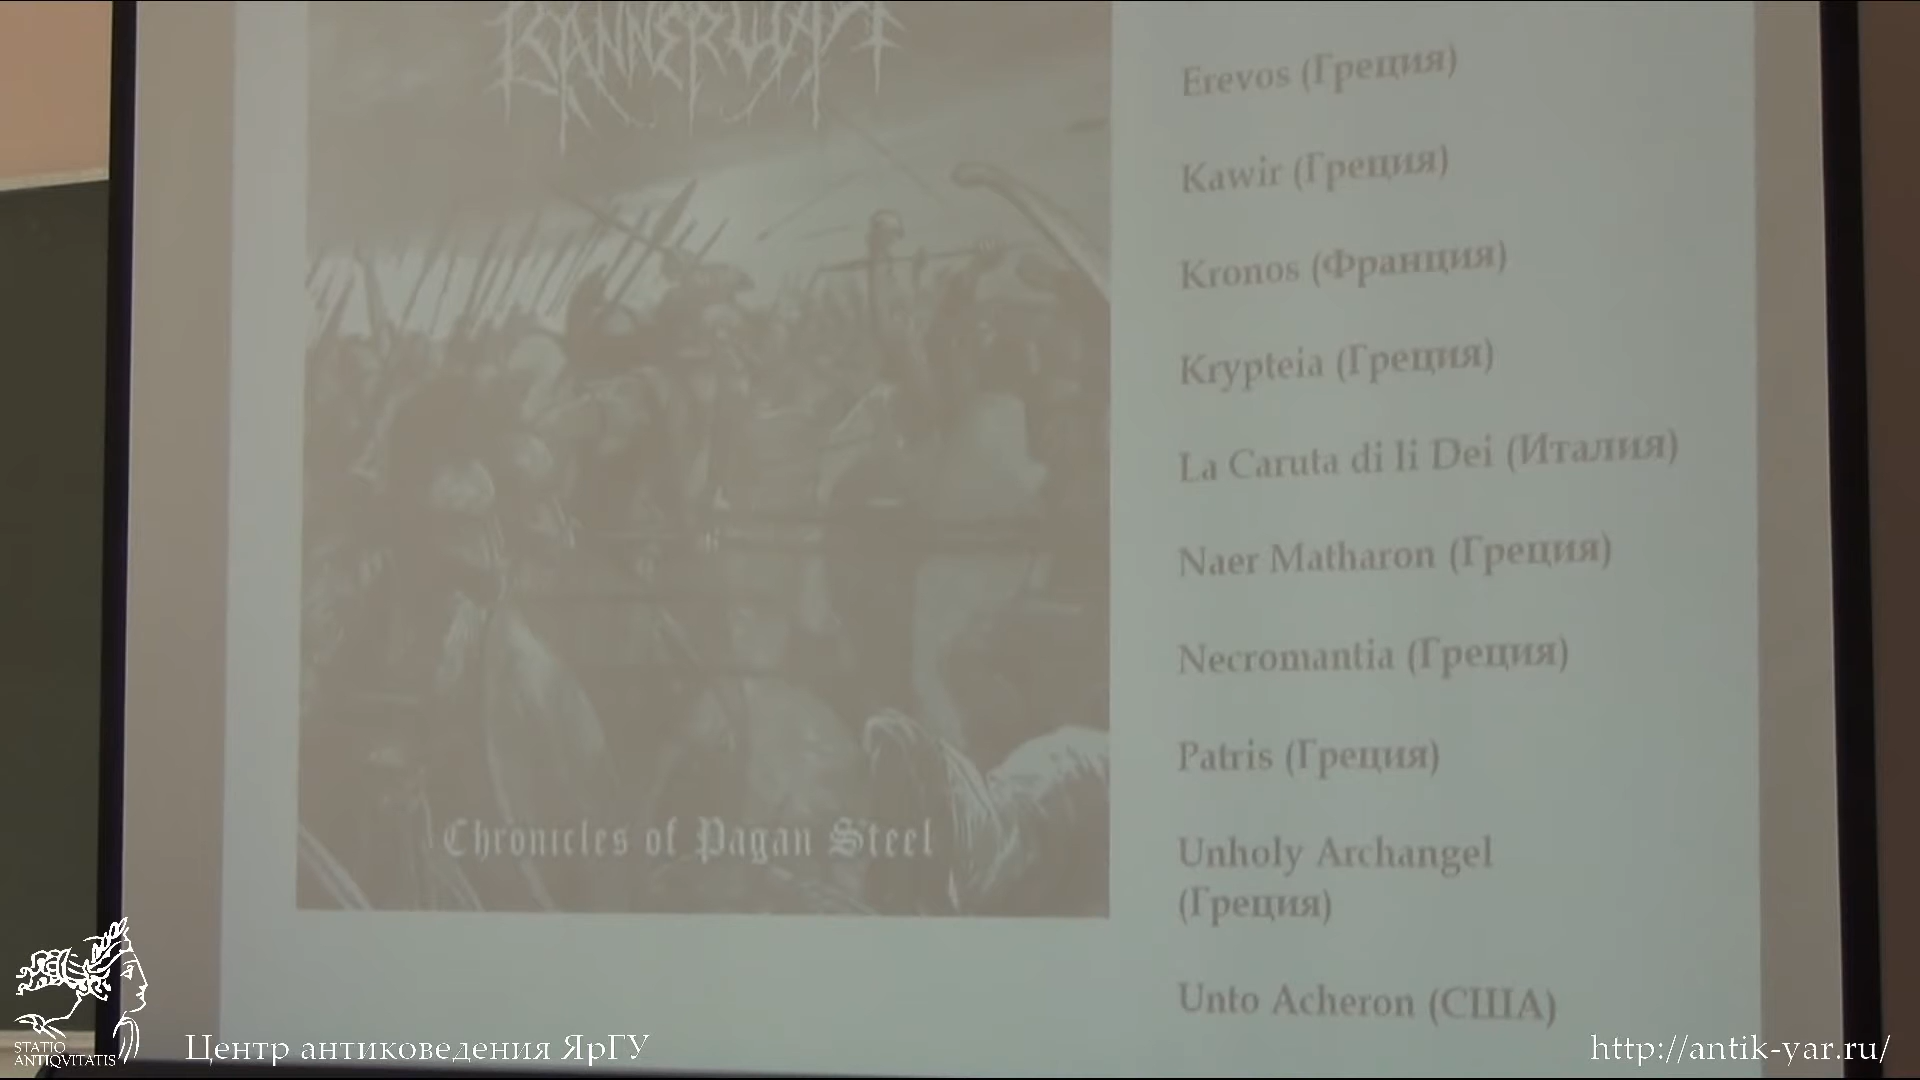 Erevos (Греция)
Kawir (Греция)
Kronos (Франция)
Krypteia (Греция)
La Caruta di Ii Dei (Италия)
Naer Matharon (Греция)
Necromantia (Греция)
Patris (Греция)
Unholy Archangel
(Греция)
Unto Acheron (США)
Chronicles of Pagan Steel
STATIO
ANTIQVITATIS
Центр антиковедения ЯрГУ
http://antik-yar.ru/